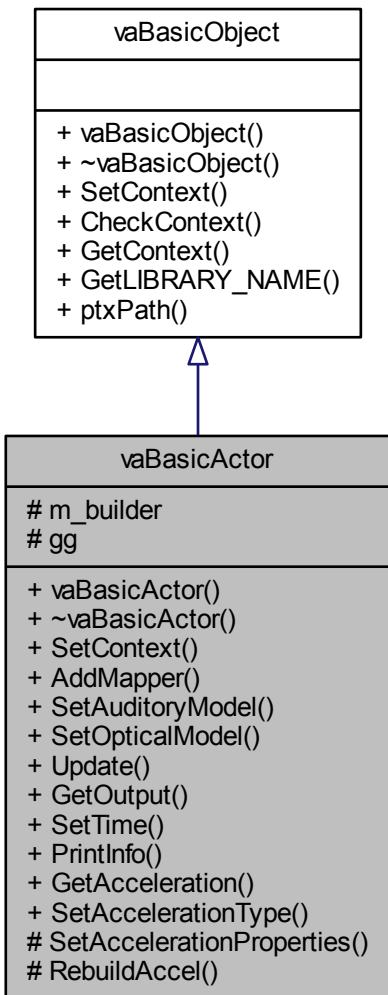 vaBasicObject
+ vaBasicObject()
+ ~vaBasicObject()
+ SetContext()
+ CheckContext()
+ GetContext()
+ GetLIBRARY_NAME()
+ ptxPath()
vaBasicActor
# m_builder
# gg
+ vaBasicActor()
+ ~vaBasicActor()
+ SetContext()
+ AddMapper()
+ SetAuditoryModel()
+ SetOpticalModel()
+ Update()
+ GetOutput()
+ SetTime()
+ PrintInfo()
+ GetAcceleration()
+ SetAccelerationType()
# SetAccelerationProperties()
# RebuildAccel()